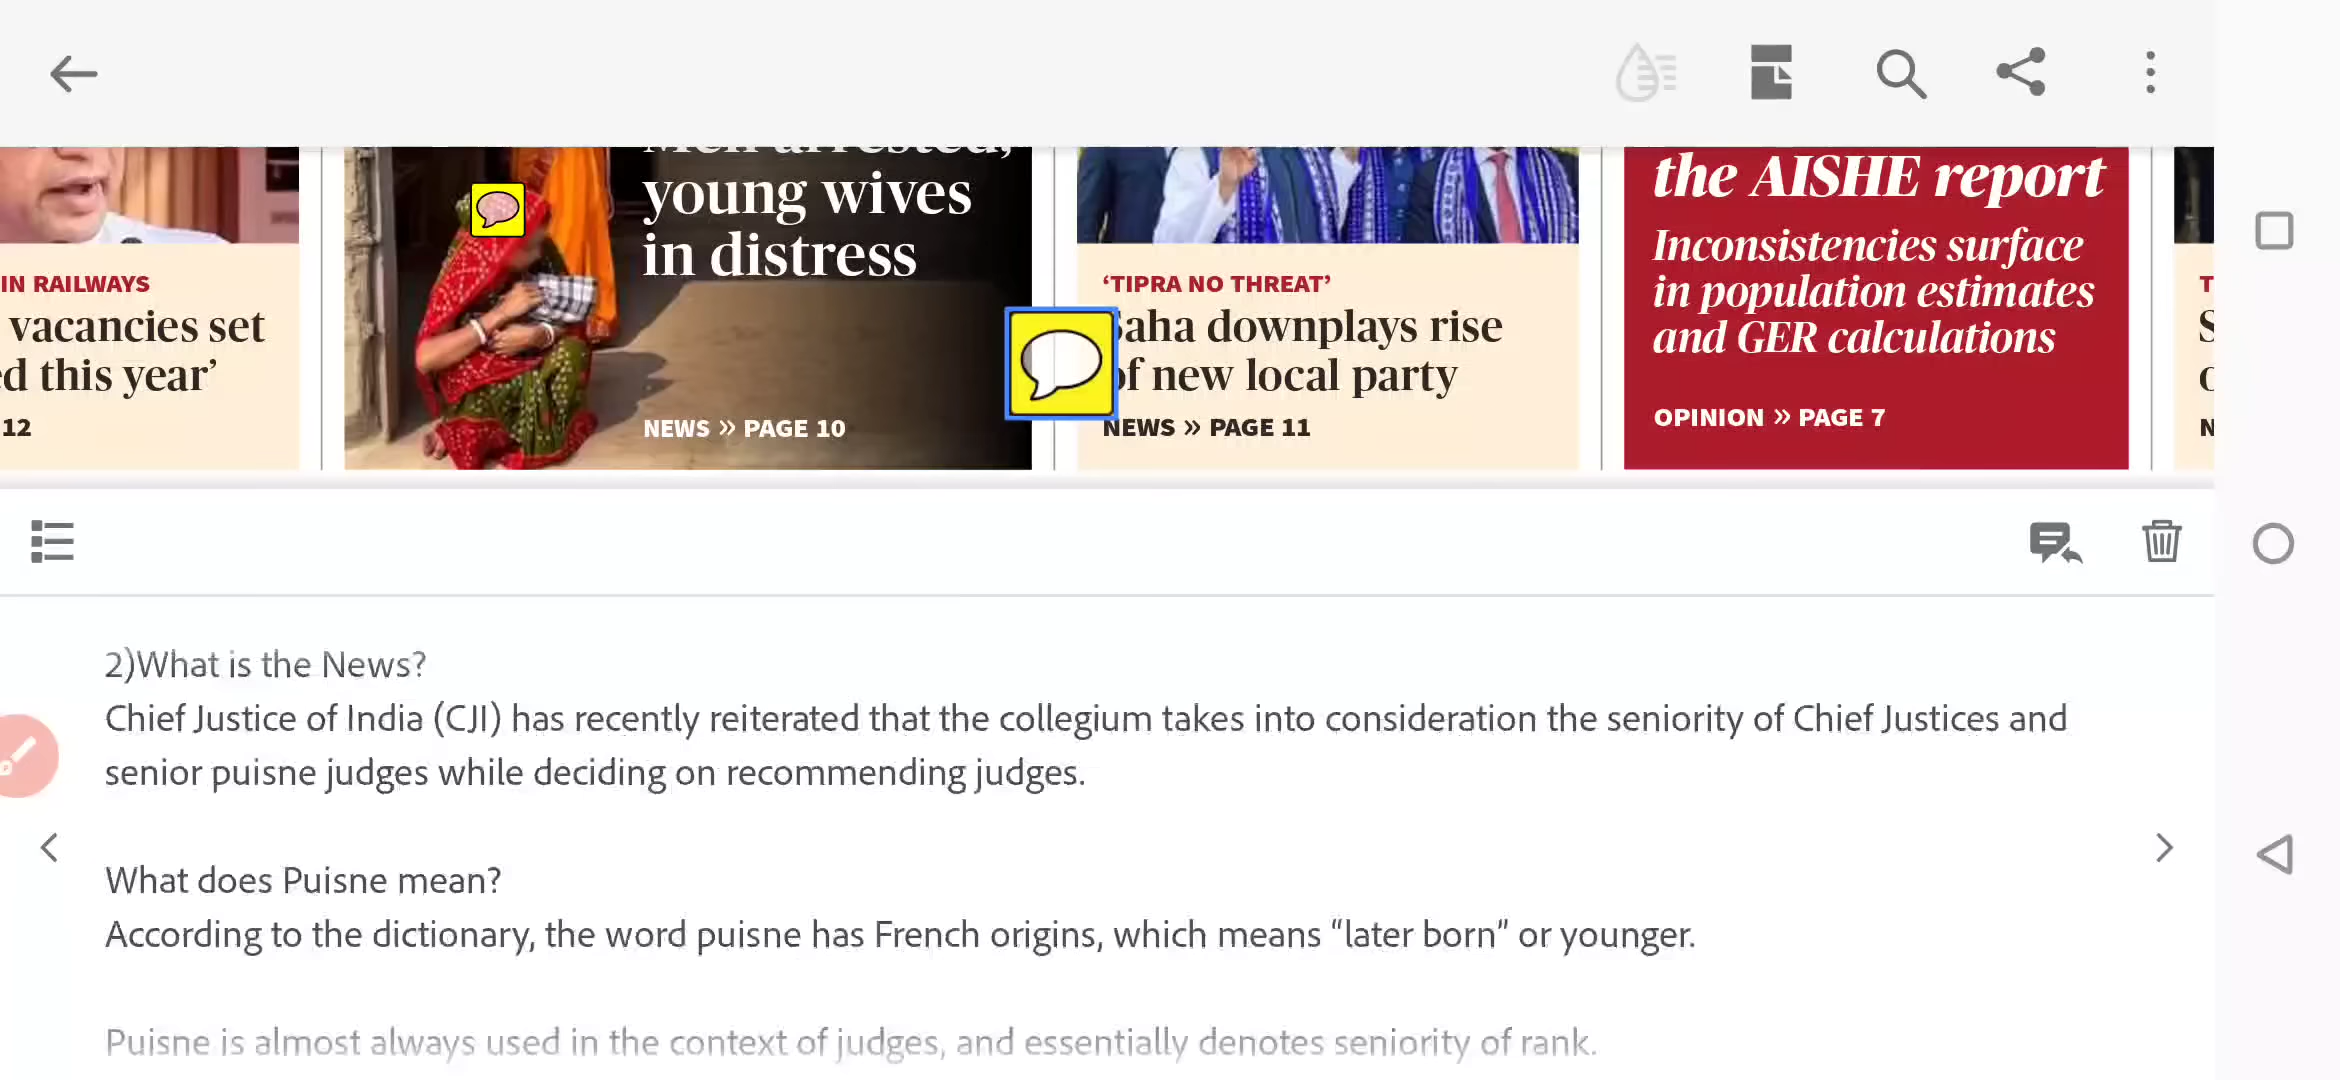 Men arrested,
young wives
in distress
NEWS » PAGE 10
IN RAILWAYS
vacancies set
ed this year’
12
‘TIPRA NO THREAT’
Saha downplays rise
of new local party
NEWS » PAGE 11
the AISHE report
Inconsistencies surface
in population estimates
and GER calculations
OPINION » PAGE 7
T
S
N
2)What is the News?
Chief Justice of India (CJI) has recently reiterated that the collegium takes into consideration the seniority of Chief Justices and
senior puisne judges while deciding on recommending judges.
What does Puisne mean?
According to the dictionary, the word puisne has French origins, which means “later born” or younger.
Puisne is almost always used in the context of judges, and essentially denotes seniority of rank.